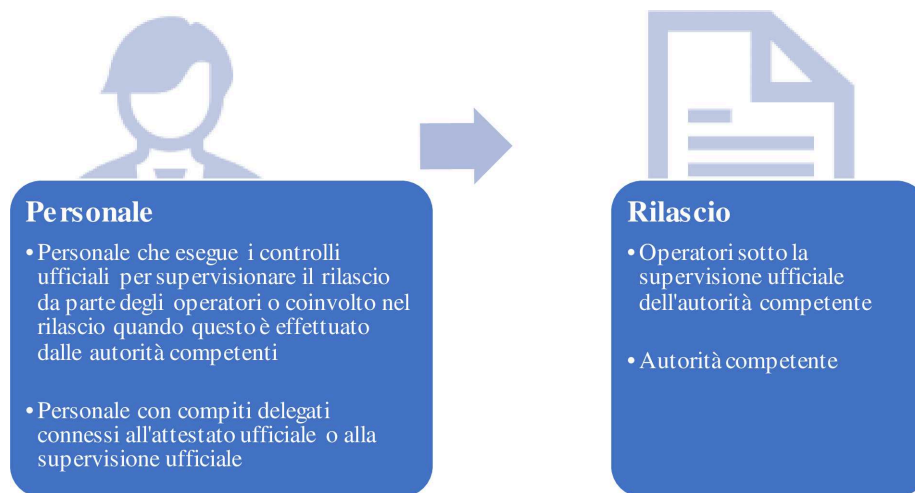 Personale
• Personale che esegue i controlli
ufficiali per supervisionare il rilascio
da parte degli operatori o coinvolto nel
rilascio quando questo è effettuato
dalle autorità competenti
• Personale con compiti delegati
connessi all'attestato ufficiale o alla
supervisione ufficiale
Rilascio
• Operatori sotto la
supervisione ufficiale
dell'autorità competente
• Autorità competente